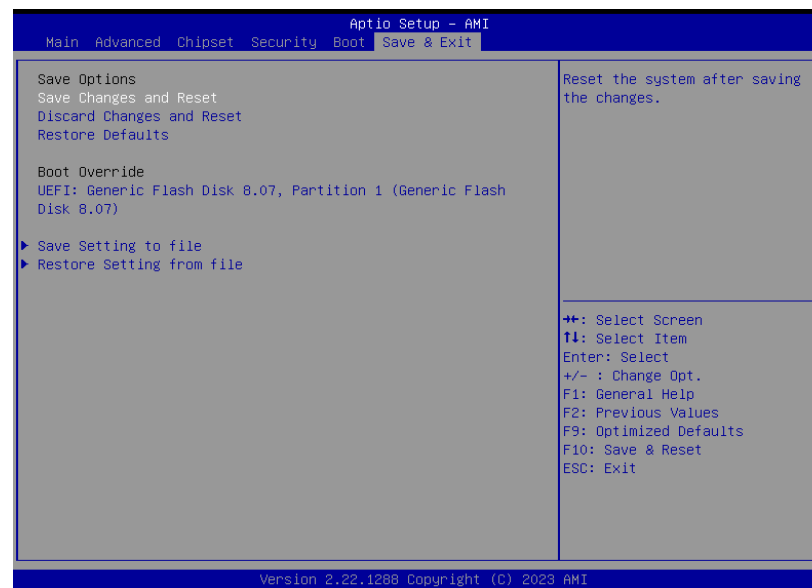 Aptio Setup – AMI
Main Advanced Chipset Security Boot Save & Exit
Save Options
Save Changes and Reset
Discard Changes and Reset
Restore Defaults
Boot Override
UEFI: Generic Flash Disk 8.07, Partition 1 (Generic Flash
Disk 8.07)
Save Setting to file
Restore Setting from file
Reset the system after saving
the changes.
→←: Select Screen
↑↓: Select Item
Enter: Select
+/- : Change Opt.
F1: General Help
F2: Previous Values
F9: Optimized Defaults
F10: Save & Reset
ESC: Exit
Version 2.22.1288 Copyright (C) 2023 AMI